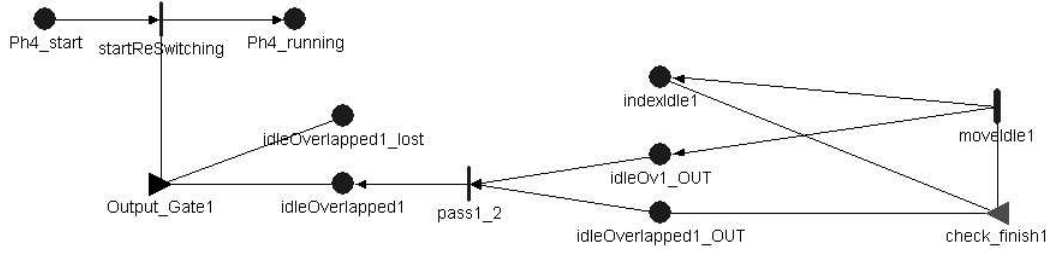 Ph4_start
startReSwitching
Ph4_running
indexIdle1
idleOverlapped1_lost
moveIdle1
idleOv1_OUT
Output_Gate1
idleOverlapped1
pass1_2
idleOverlapped1_OUT
check_finish1